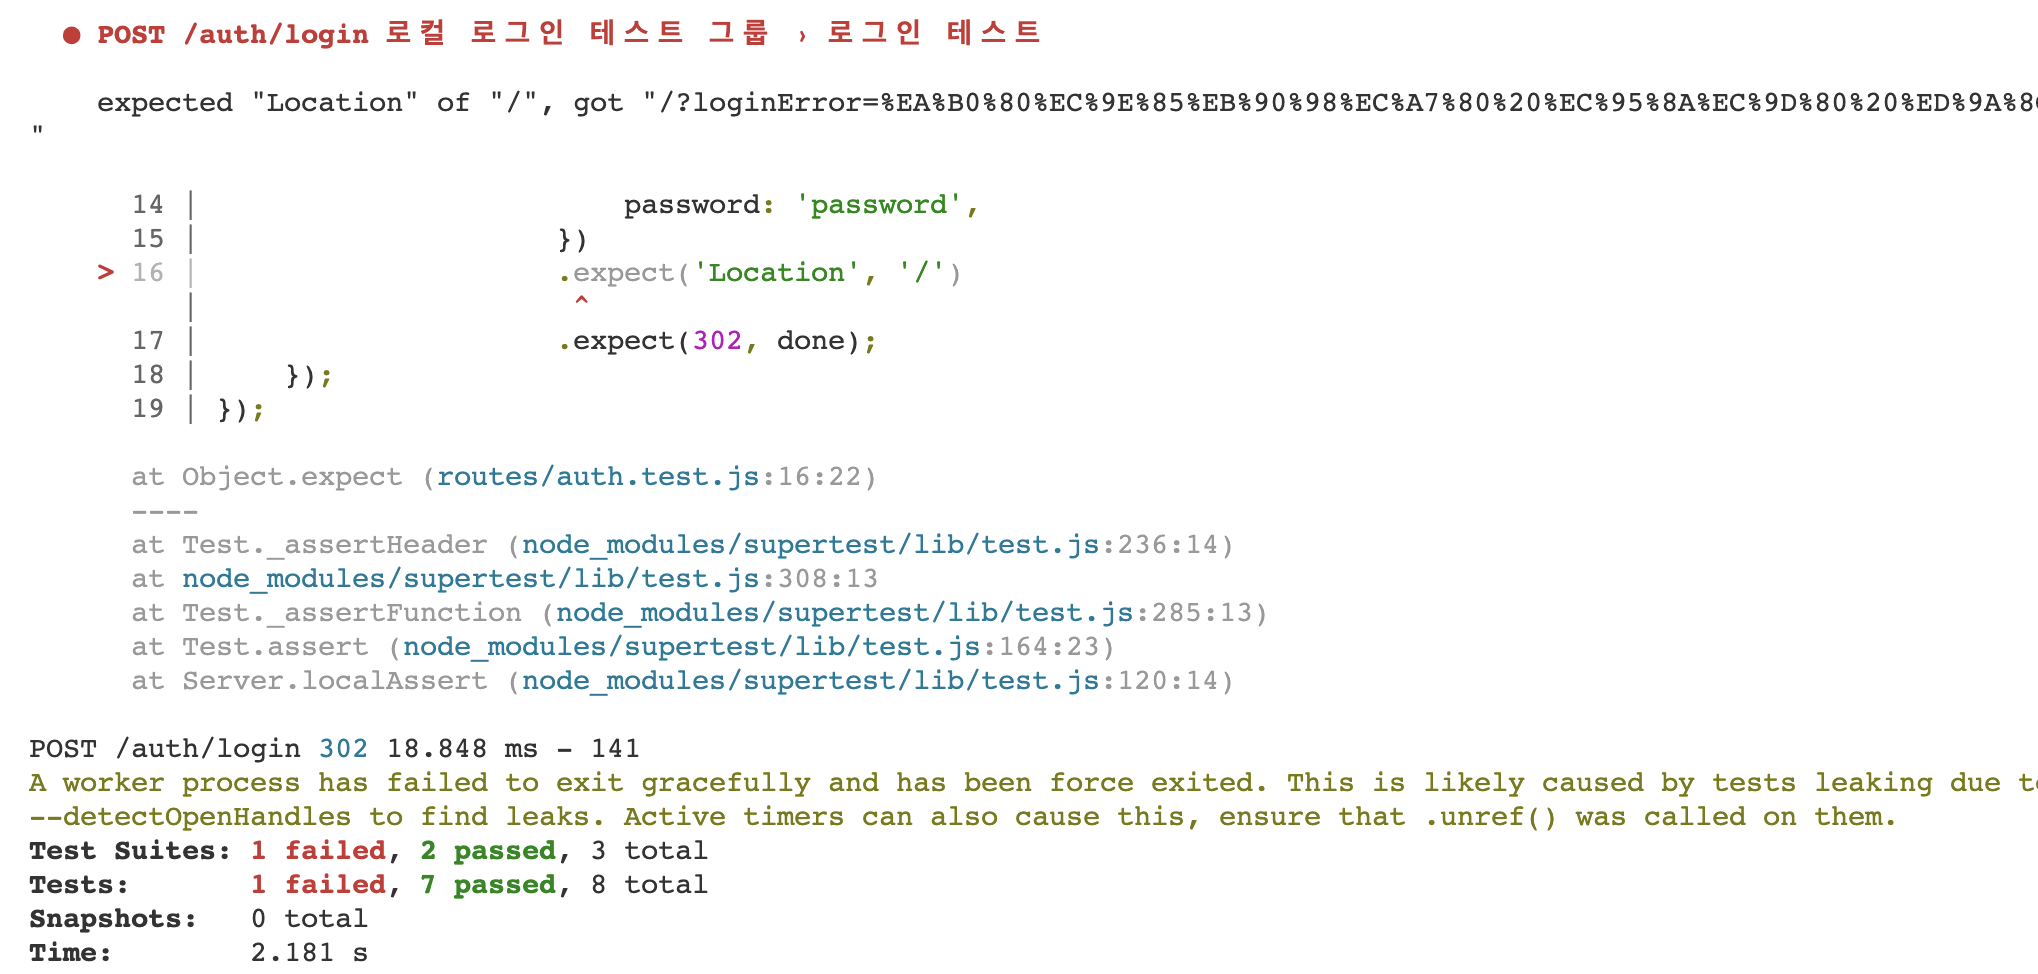 ● POST /auth/login 로컬 로그인 테스트 그룹 › 로그인 테스트
expected "Location" of "/", got "/?loginError=%EA%B0%80%EC%9E%85%EB%90%98%EC%A7%80%20%EC%95%8A%EC%9D%80%20%ED%9A%8
"
14 | password: 'password',
15 | })
> 16 | .expect('Location', '/')
| ^
17 | .expect(302, done);
18 | });
19 | });
at Object.expect (routes/auth.test.js:16:22)
----
at Test._assertHeader (node_modules/supertest/lib/test.js:236:14)
at node_modules/supertest/lib/test.js:308:13
at Test._assertFunction (node_modules/supertest/lib/test.js:285:13)
at Test.assert (node_modules/supertest/lib/test.js:164:23)
at Server.localAssert (node_modules/supertest/lib/test.js:120:14)
POST /auth/login 302 18.848 ms - 141
A worker process has failed to exit gracefully and has been force exited. This is likely caused by tests leaking due
--detectOpenHandles to find leaks. Active timers can also cause this, ensure that .unref() was called on them.
Test Suites: 1 failed, 2 passed, 3 total
Tests: 1 failed, 7 passed, 8 total
Snapshots: 0 total
Time: 2.181 s